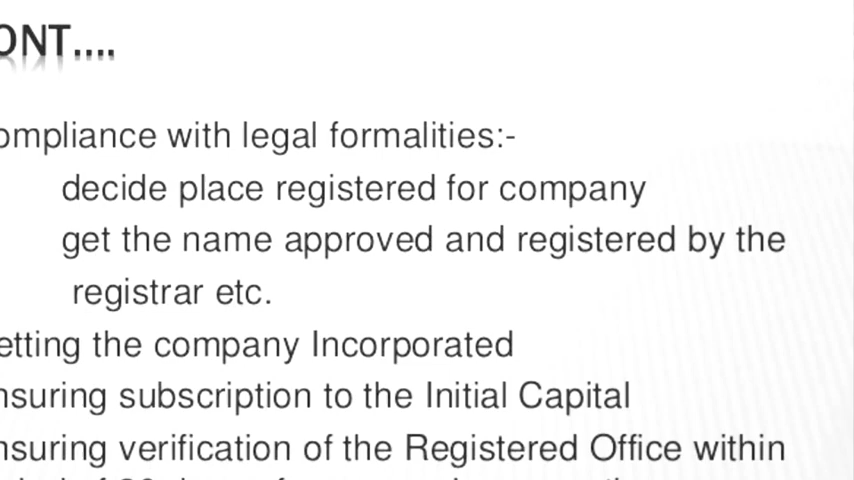 ONT....
ompliance with legal formalities:-
decide place registered for company
get the name approved and registered by the
registrar etc.
etting the company Incorporated
nsuring subscription to the Initial Capital
nsuring verification of the Registered Office within